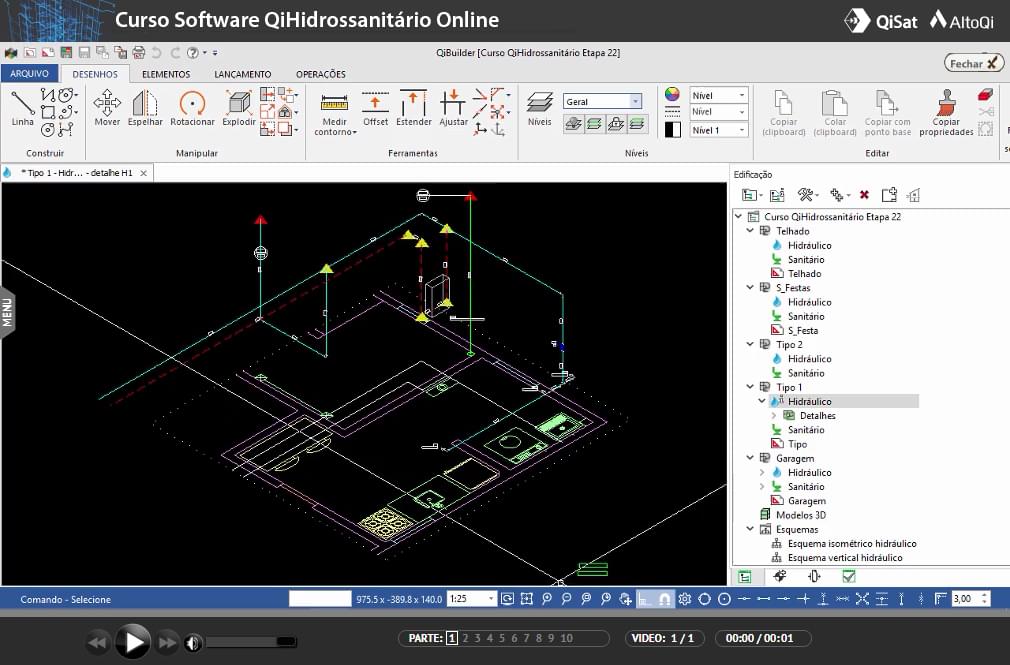 Curso Software QiHidrossanitário Online
QiSat AltoQi
QiBuilder [Curso QiHidrossanitário Etapa 22]
Fechar
ARQUIVO DESENHOS ELEMENTOS LANÇAMENTO OPERAÇÕES
Linha
Mover Espelhar Rotacionar Explodir
Medir contorno
Offset Estender Ajustar
Níveis
Geral
Nível
Nível
Nível 1
Copiar (clipboard)
Colar (clipboard)
Copiar com ponto base
Copiar propriedades
Construir Manipular Ferramentas Níveis Editar
* Tipo 1 - Hidr... - detalhe H1
Edificação
Curso QiHidrossanitário Etapa 22
Telhado
Hidráulico
Sanitário
Telhado
S_Festas
Hidráulico
Sanitário
S_Festa
Tipo 2
Hidráulico
Sanitário
Tipo 1
Hidráulico
Detalhes
Sanitário
Tipo
Garagem
Hidráulico
Sanitário
Garagem
Modelos 3D
Esquemas
Esquema isométrico hidráulico
Esquema vertical hidráulico
MENU
Comando - Selecione
975.5 x -389.8 x 140.0
1:25
3,00
PARTE: 1 2 3 4 5 6 7 8 9 10
VIDEO: 1 / 1
00:00 / 00:01